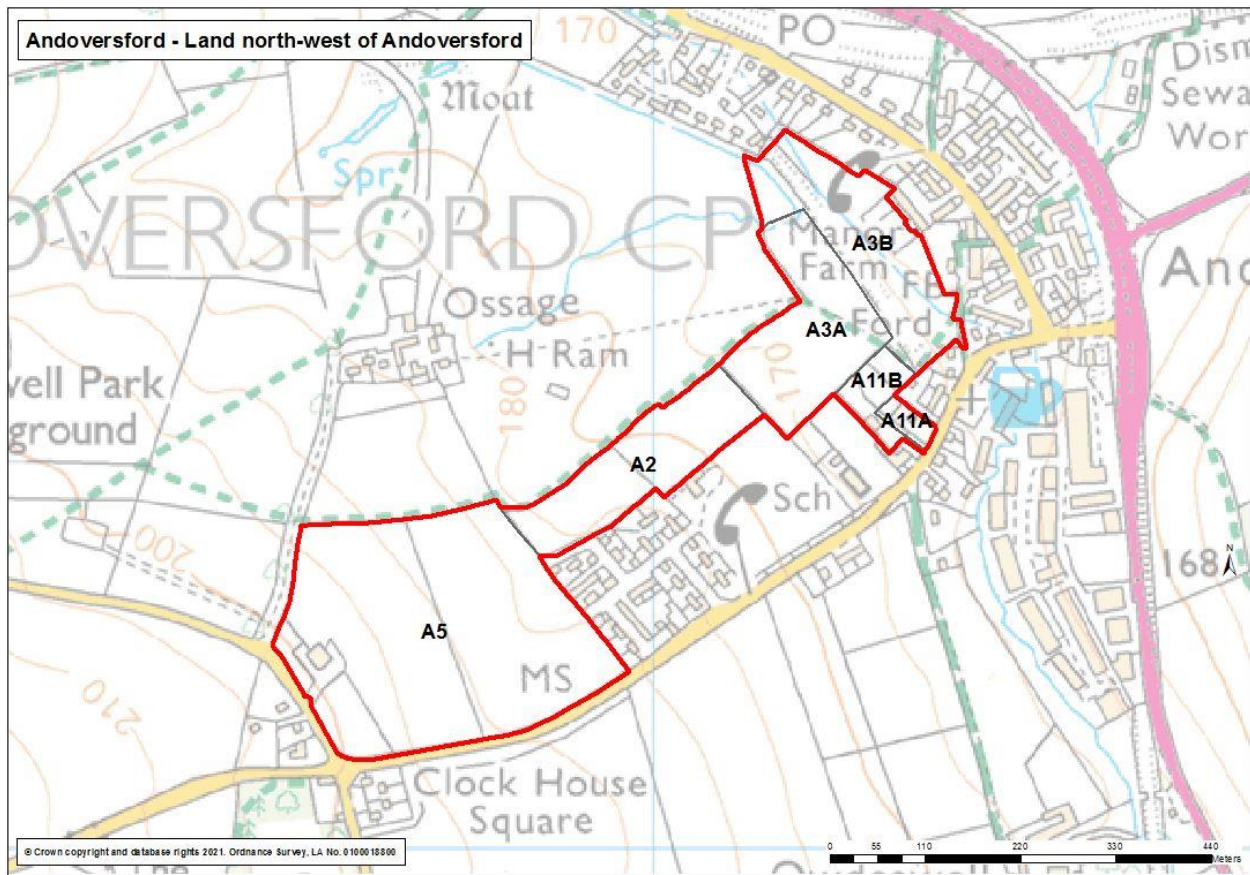 Andoversford - Land north-west of Andoversford
170
PO
Dism
Sewa
Wor
Moat
Spr
OVERSFORD CP
Manor
Farm
A3B
FB
And
Ossage
Ford
A3A
H Ram
170
180
A11B
A11A
well Park
ground
A2
Sch
200
168
N
A5
MS
210
Clock House
Square
© Crown copyright and database rights 2021. Ordnance Survey, LA No. 0100018800
0 55 110 220 330 440
Meters